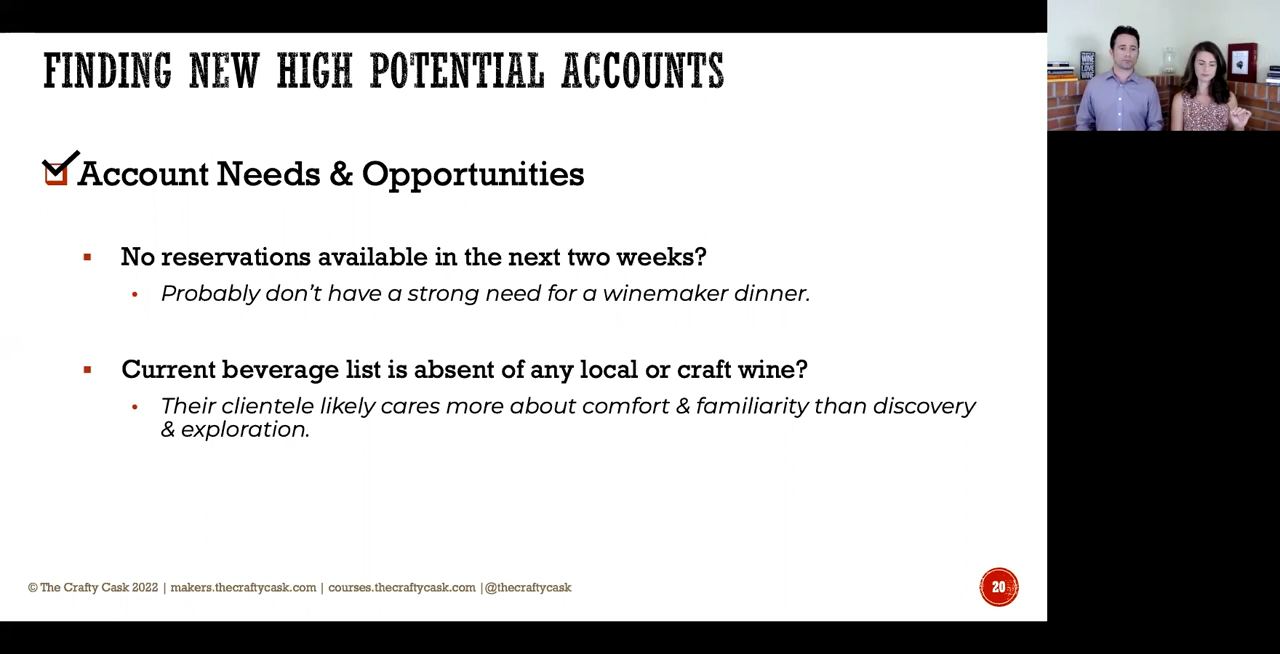 FINDING NEW HIGH POTENTIAL ACCOUNTS
Account Needs & Opportunities
No reservations available in the next two weeks?
Probably don't have a strong need for a winemaker dinner.
Current beverage list is absent of any local or craft wine?
Their clientele likely cares more about comfort & familiarity than discovery
& exploration.
© The Crafty Cask 2022 | makers.thecraftycask.com | courses.thecraftycask.com |@thecraftycask
20
WINE
LOVE
WINE